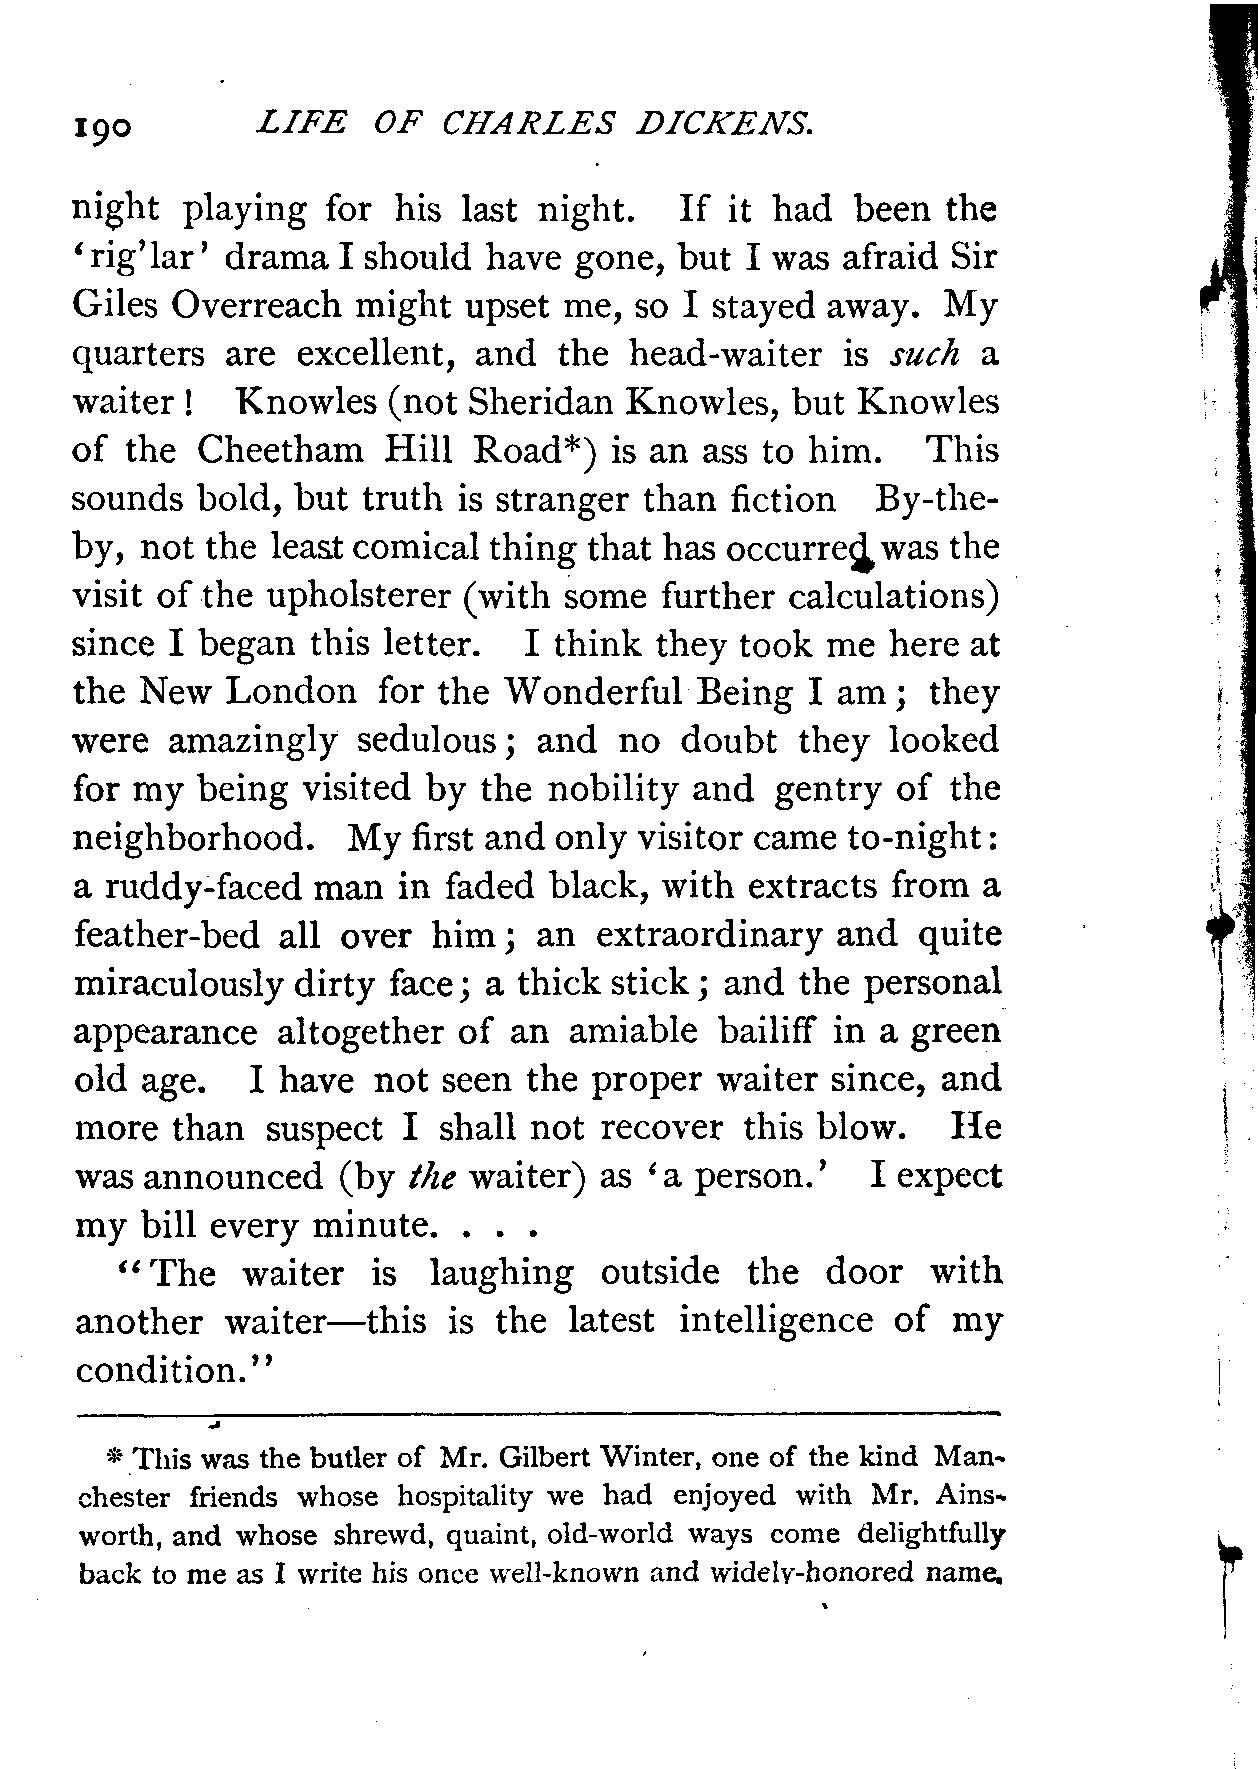 190 LIFE OF CHARLES DICKENS.
night playing for his last night. If it had been the
‘rig’lar’ drama I should have gone, but I was afraid Sir
Giles Overreach might upset me, so I stayed away. My
quarters are excellent, and the head-waiter is such a
waiter! Knowles (not Sheridan Knowles, but Knowles
of the Cheetham Hill Road*) is an ass to him. This
sounds bold, but truth is stranger than fiction By-the-
by, not the least comical thing that has occurred was the
visit of the upholsterer (with some further calculations)
since I began this letter. I think they took me here at
the New London for the Wonderful Being I am; they
were amazingly sedulous; and no doubt they looked
for my being visited by the nobility and gentry of the
neighborhood. My first and only visitor came to-night:
a ruddy-faced man in faded black, with extracts from a
feather-bed all over him; an extraordinary and quite
miraculously dirty face; a thick stick; and the personal
appearance altogether of an amiable bailiff in a green
old age. I have not seen the proper waiter since, and
more than suspect I shall not recover this blow. He
was announced (by the waiter) as ‘a person.’ I expect
my bill every minute. . . .
“The waiter is laughing outside the door with
another waiter—this is the latest intelligence of my
condition.”
* This was the butler of Mr. Gilbert Winter, one of the kind Man-
chester friends whose hospitality we had enjoyed with Mr. Ains-
worth, and whose shrewd, quaint, old-world ways come delightfully
back to me as I write his once well-known and widely-honored name.